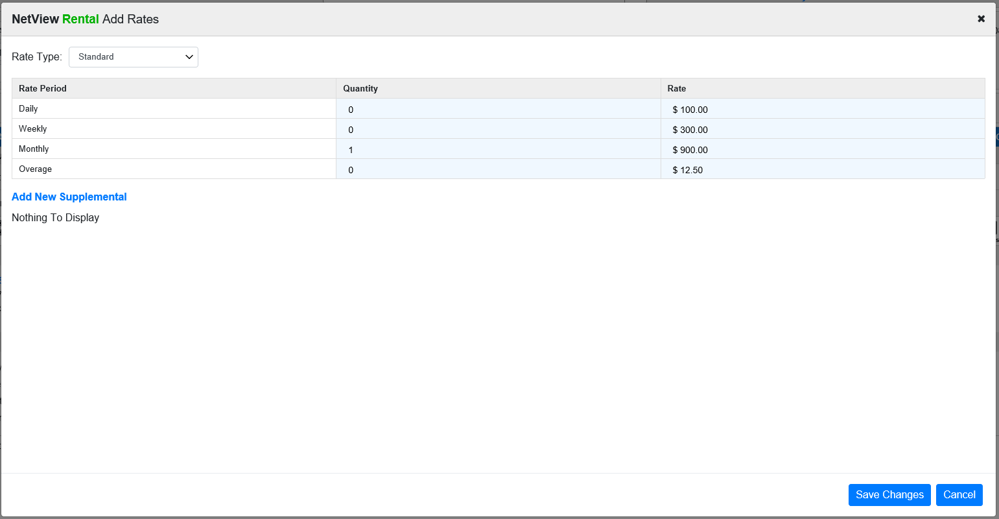 NetView Rental Add Rates
Rate Type: Standard
Rate Period Quantity Rate
Daily 0 $ 100.00
Weekly 0 $ 300.00
Monthly 1 $ 900.00
Overage 0 $ 12.50
Add New Supplemental
Nothing To Display
Save Changes Cancel